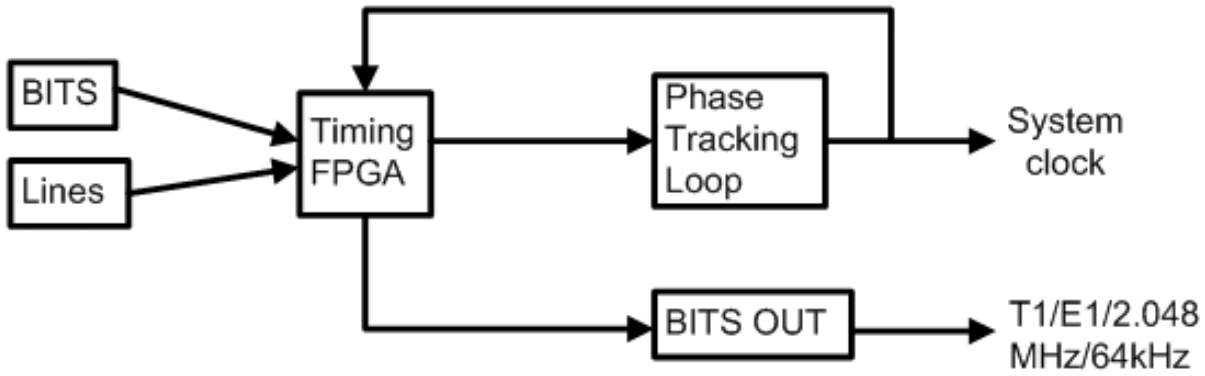 BITS
Lines
Timing
FPGA
Phase
Tracking
Loop
System
clock
BITS OUT
T1/E1/2.048
MHz/64kHz